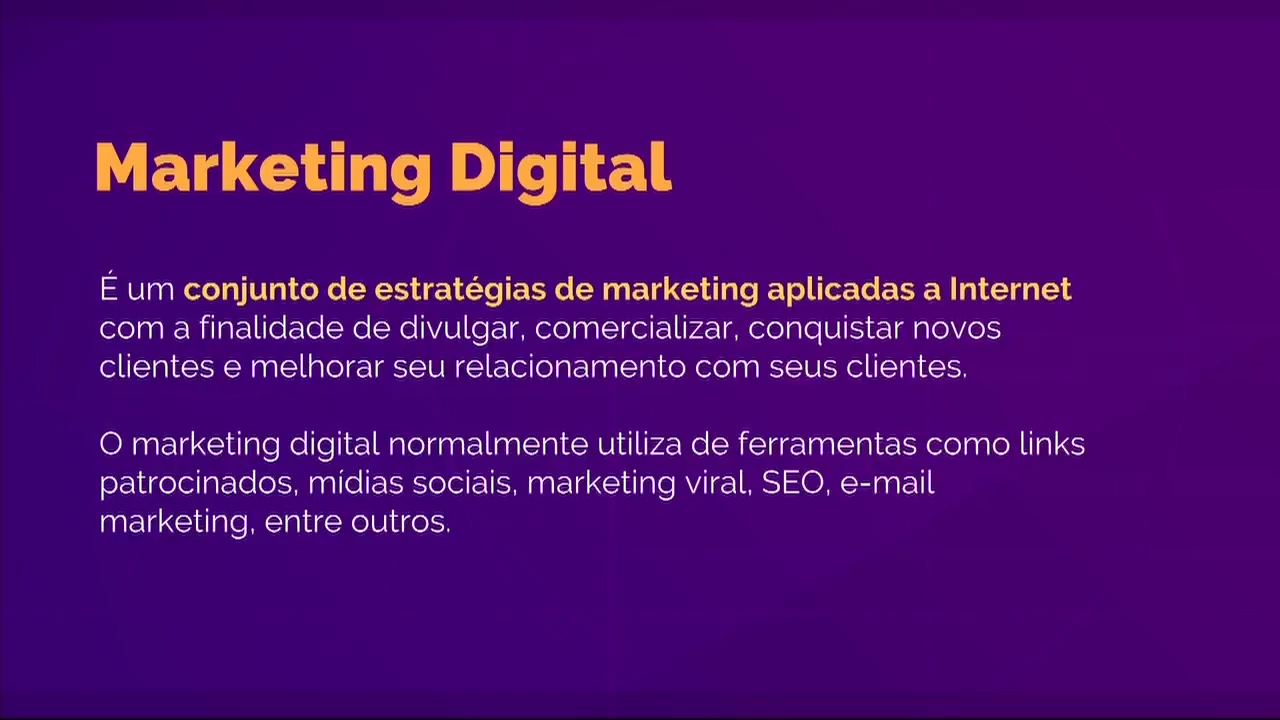 Marketing Digital
É um conjunto de estratégias de marketing aplicadas a Internet
com a finalidade de divulgar, comercializar, conquistar novos
clientes e melhorar seu relacionamento com seus clientes.
O marketing digital normalmente utiliza de ferramentas como links
patrocinados, mídias sociais, marketing viral, SEO, e-mail
marketing, entre outros.